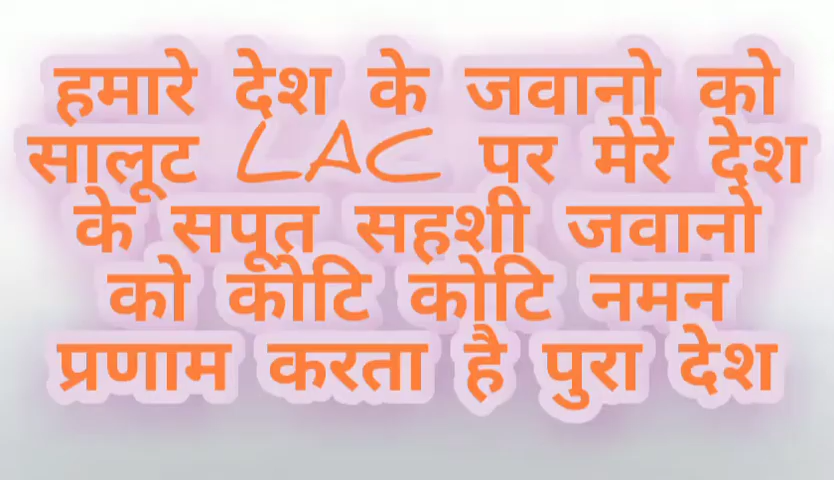 हमारे देश के जवानो को
सालूट LAC पर मेरे देश
के सपूत सहशी जवानो
को कोटि कोटि नमन
प्रणाम करता है पुरा देश